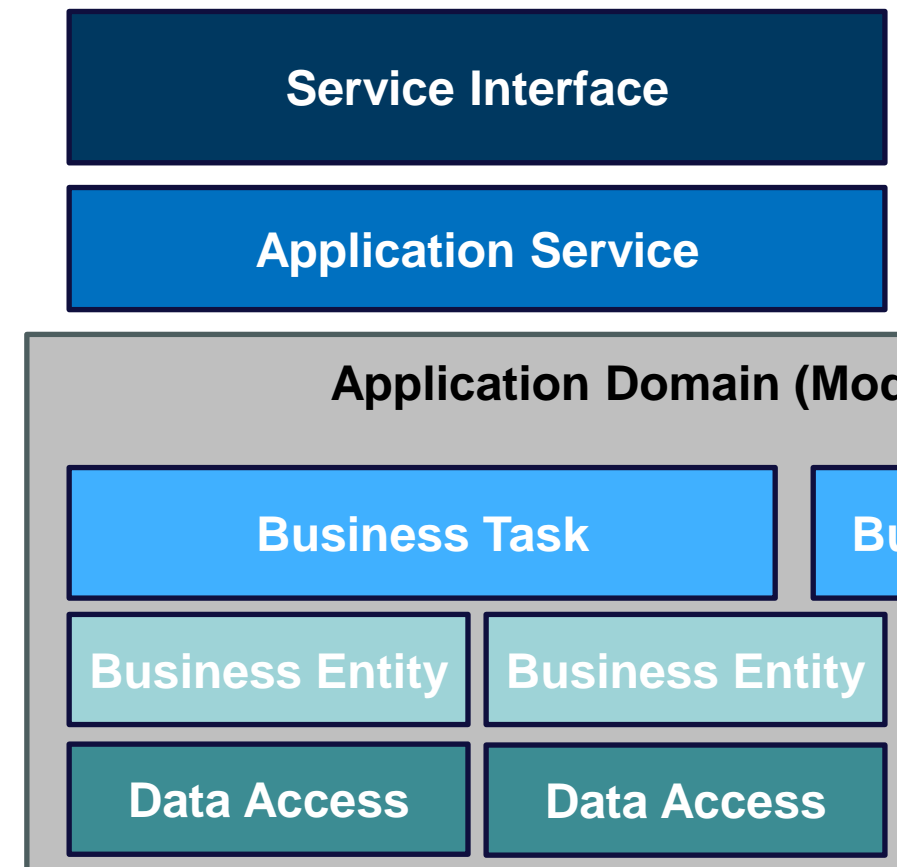 Service Interface
Application Service
Application Domain (Mod
Business Task
Bu
Business Entity
Business Entity
Data Access
Data Access